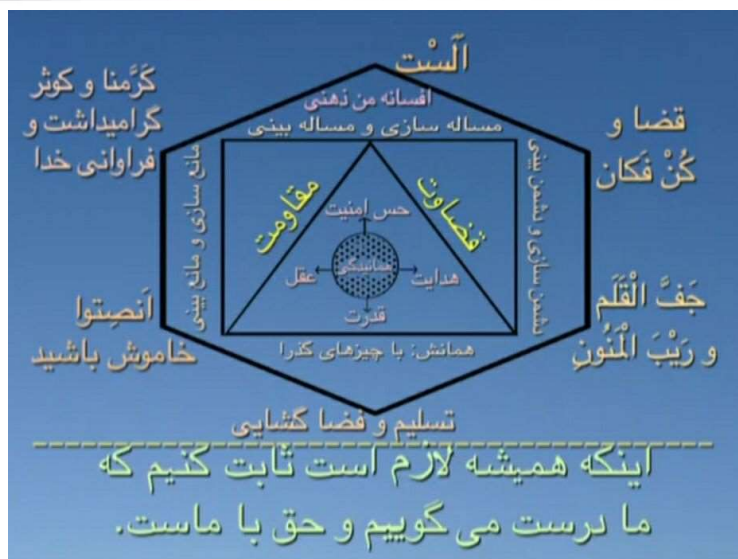 اَلَسْت
کَرَّمنا و کوثر
گرامیداشت و
فراوانی خدا
قضا و
کُنْ فَکان
افسانه من ذهنی
مساله سازی و مساله بینی
مانع سازی و مانع بینی
دشمن سازی و دشمن بینی
مقاومت
قضاوت
حس امنیت
عقل
همانیدگی
هدایت
قدرت
همانش: با چیزهای گذرا
اَنصِتوا
خاموش باشید
جَفَّ الْقَلَم
و رَیْبَ الْمَنُونِ
تسلیم و فضا گشایی
اینکه همیشه لازم است ثابت کنیم که
ما درست می گوییم و حق با ماست.